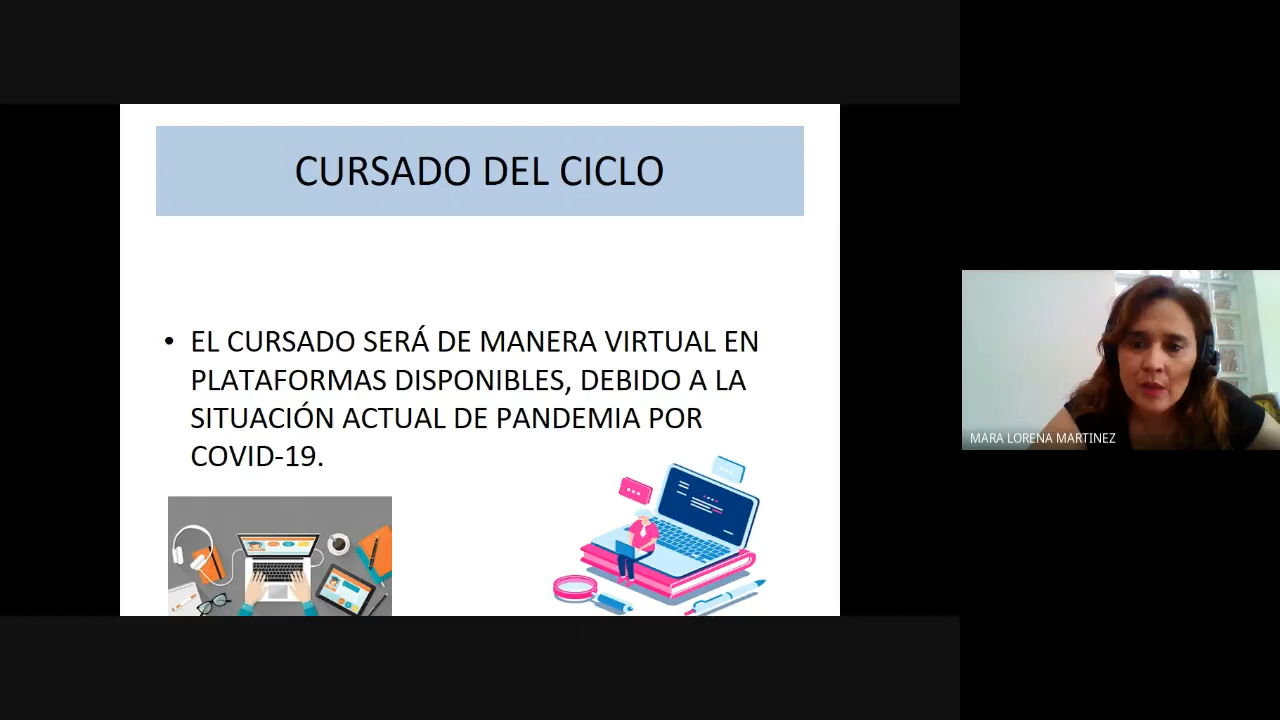 CURSADO DEL CICLO
• EL CURSADO SERÁ DE MANERA VIRTUAL EN
PLATAFORMAS DISPONIBLES, DEBIDO A LA
SITUACIÓN ACTUAL DE PANDEMIA POR
COVID-19.
MARA LORENA MARTINEZ